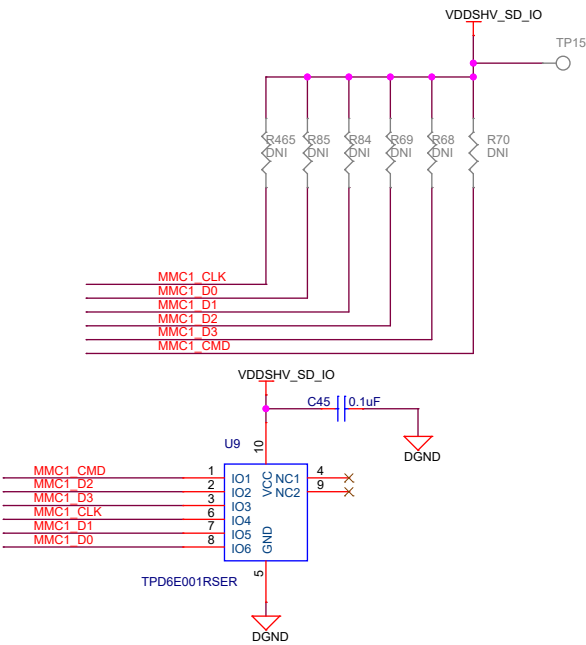 VDDSHV_SD_IO
TP15
R465 R85 R84 R69 R68 R70
DNI DNI DNI DNI DNI DNI
MMC1_CLK
MMC1_D0
MMC1_D1
MMC1_D2
MMC1_D3
MMC1_CMD
VDDSHV_SD_IO
C45 0.1uF
DGND
U9
10
MMC1_CMD 1 IO1 VCC NC1 4
MMC1_D2 2 IO2 NC2 9
MMC1_D3 3 IO3
MMC1_CLK 6 IO4
MMC1_D1 7 IO5 GND
MMC1_D0 8 IO6
5
TPD6E001RSER
DGND